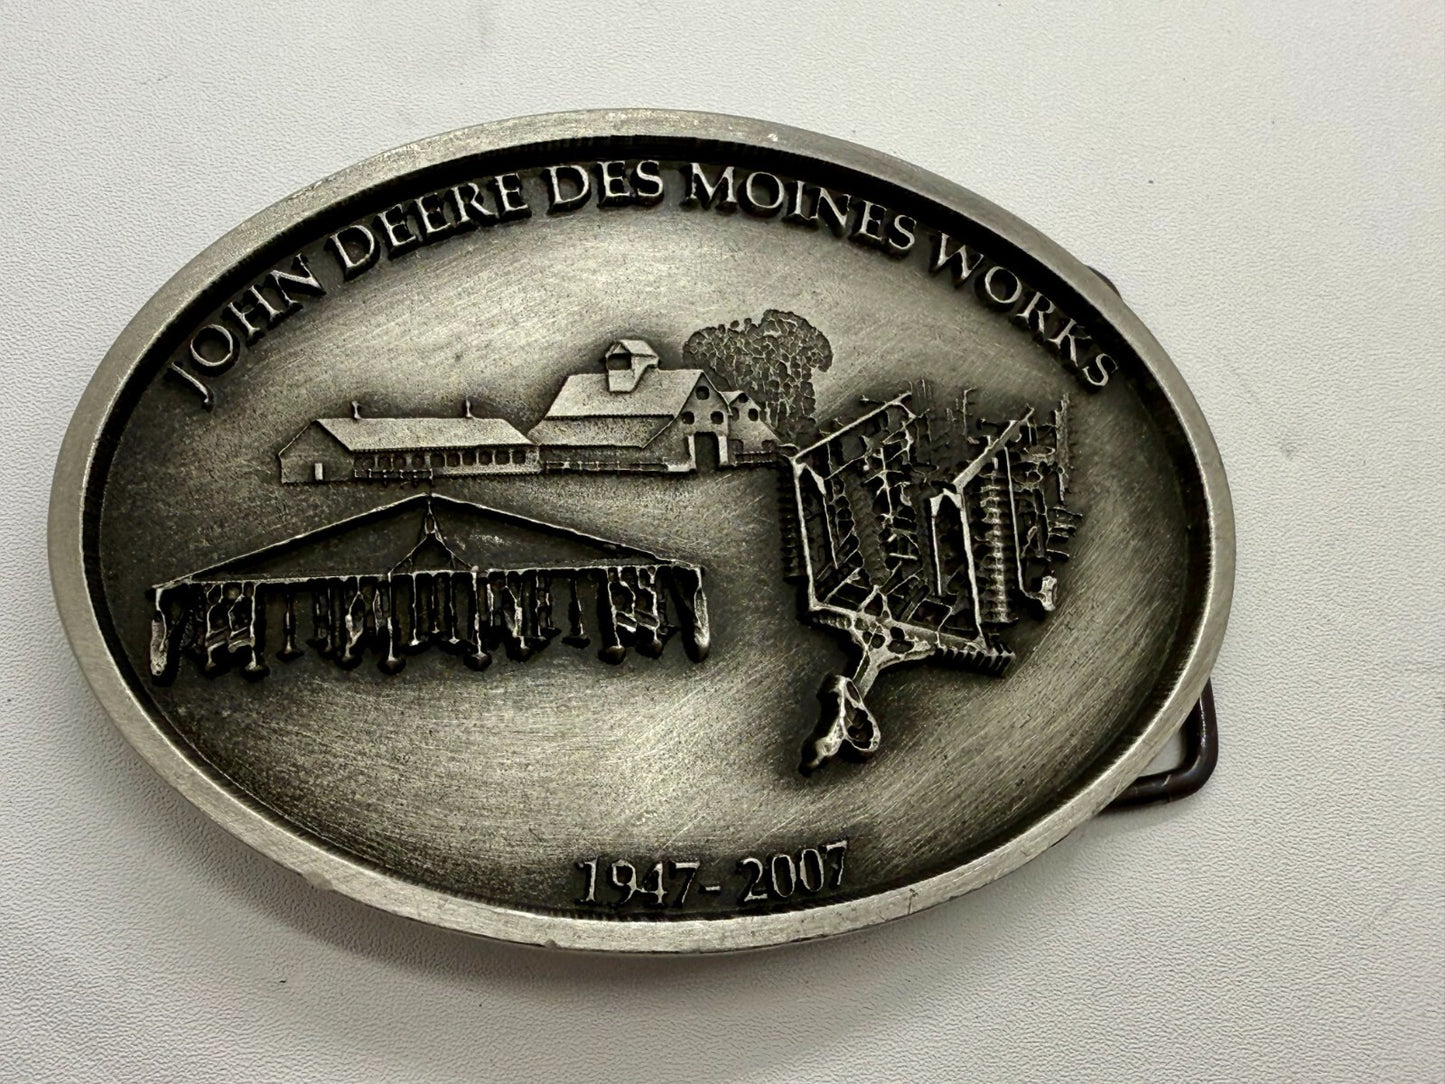 JOHN DEERE DES MOINES WORKS
1947-2007